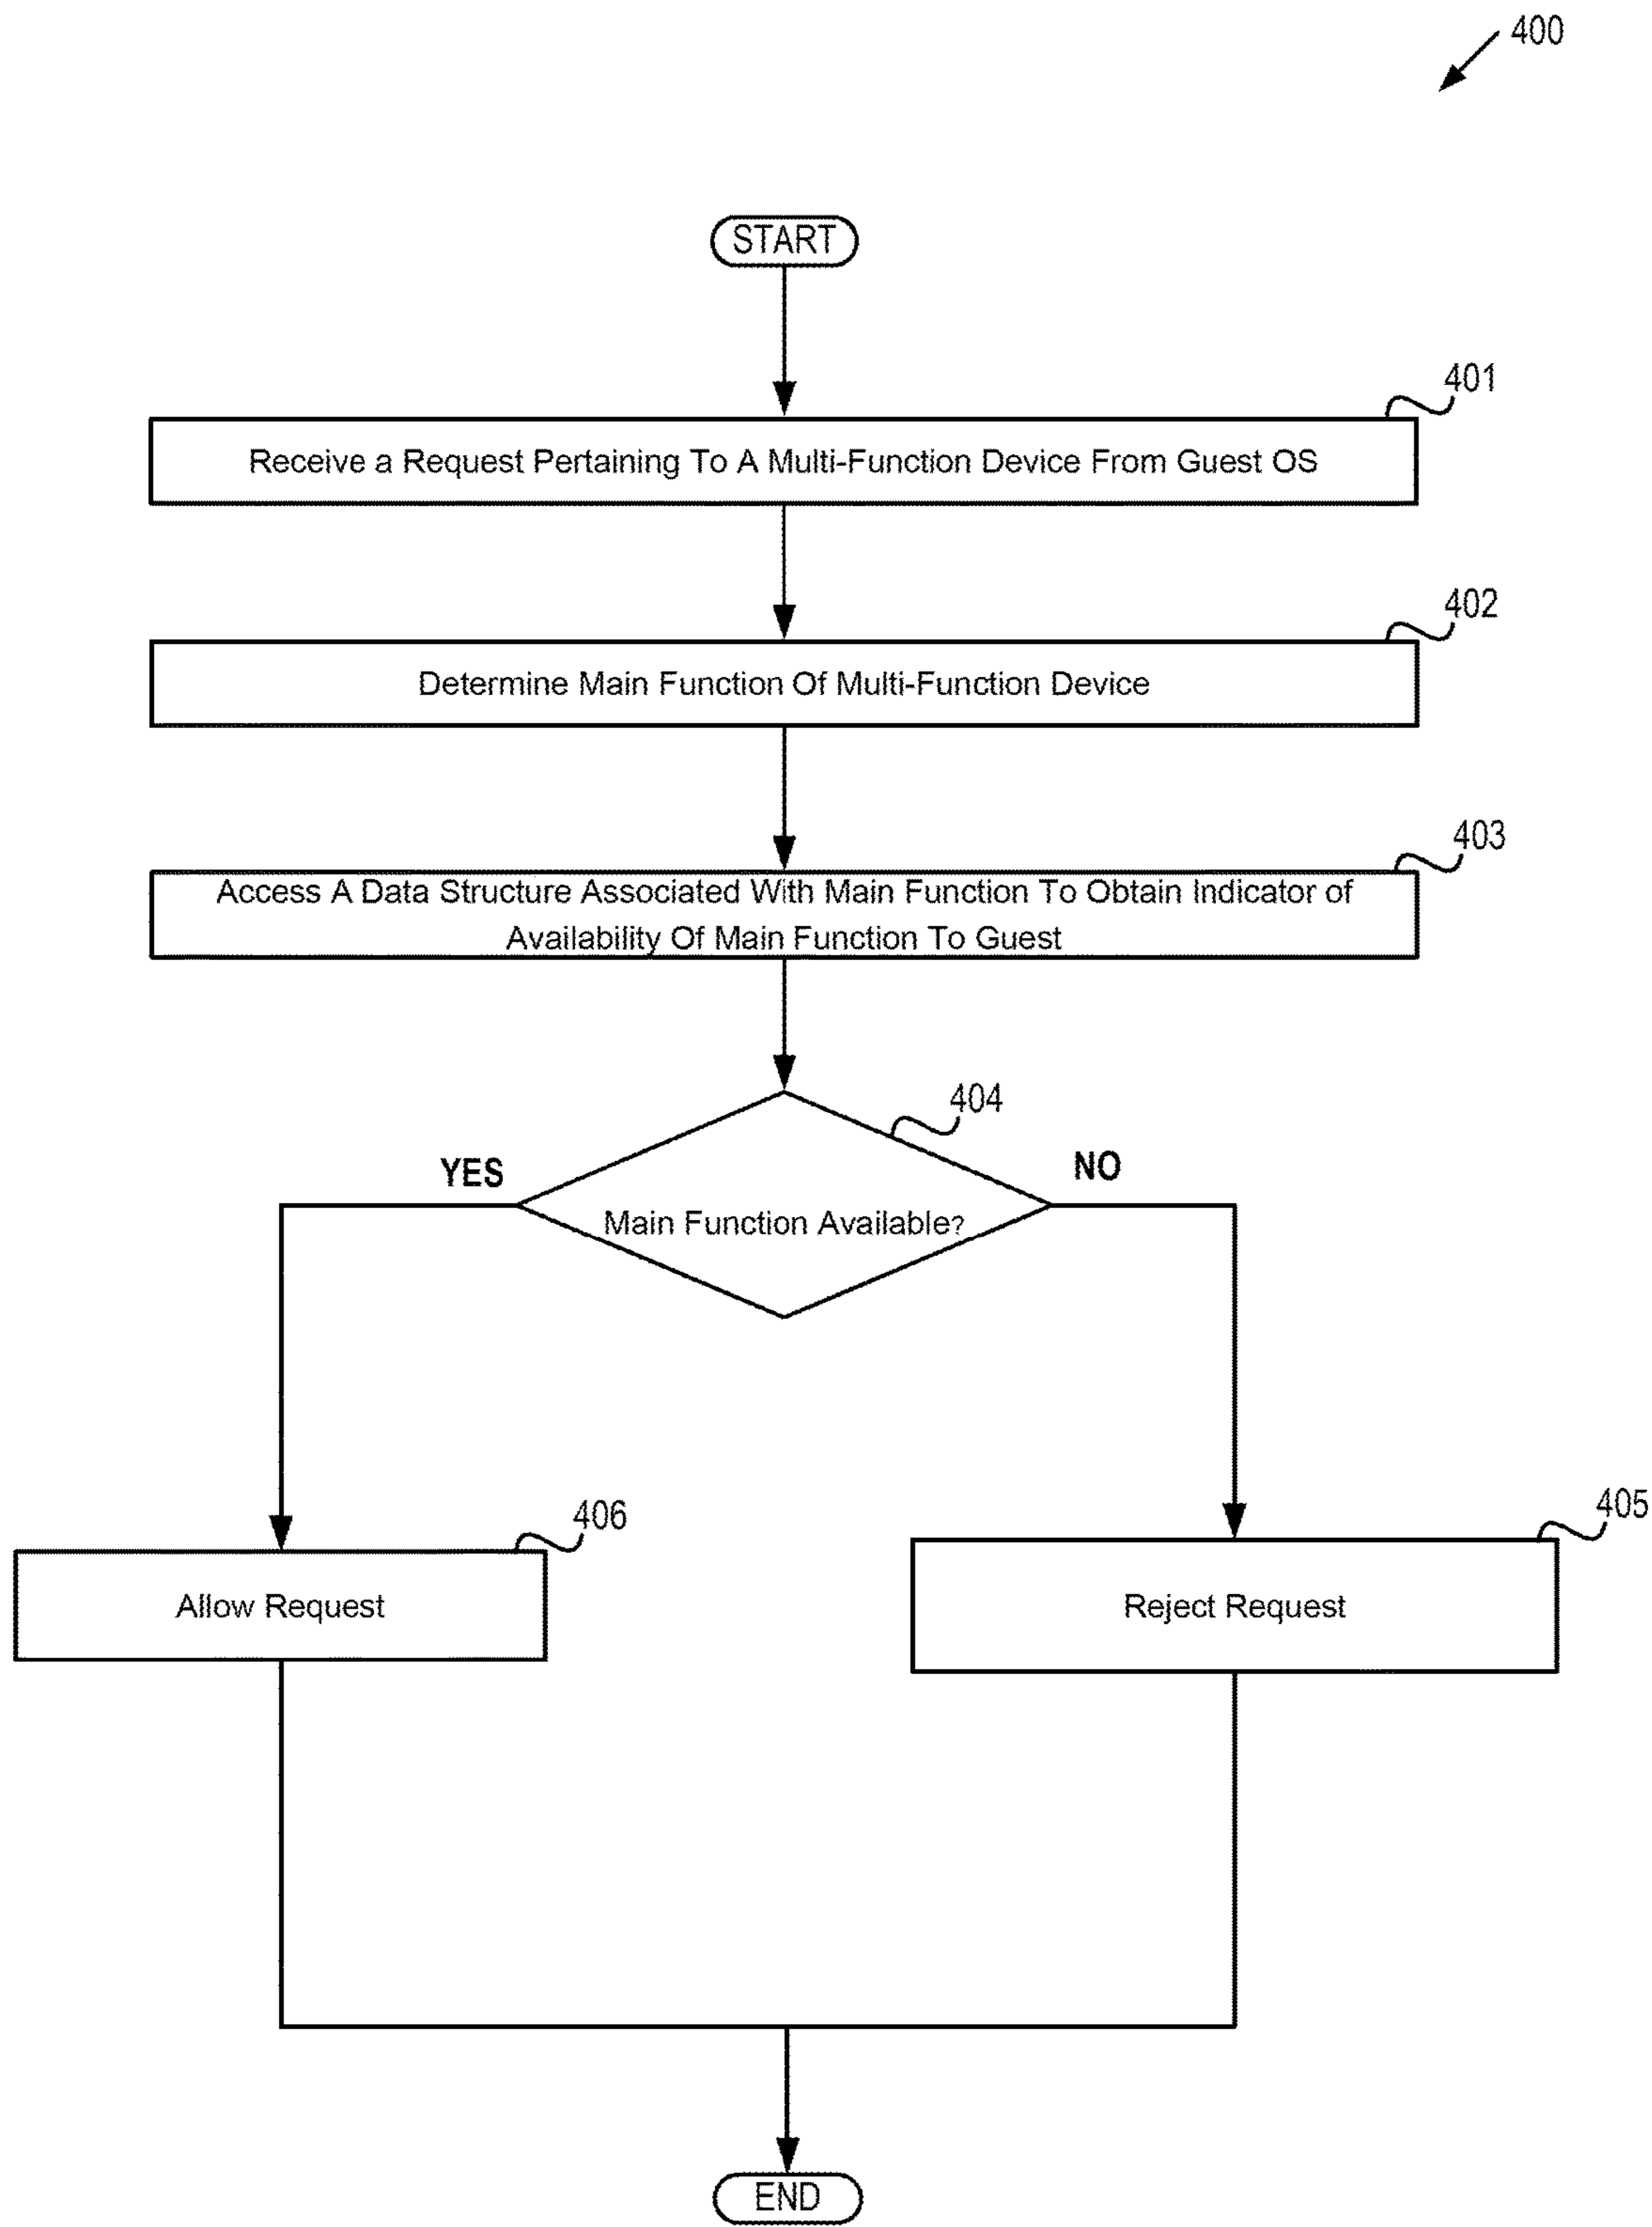 400
START
401
Receive a Request Pertaining To A Multi-Function Device From Guest OS
402
Determine Main Function Of Multi-Function Device
403
Access A Data Structure Associated With Main Function To Obtain Indicator of
Availability Of Main Function To Guest
404
YES
NO
Main Function Available?
406
405
Allow Request
Reject Request
END